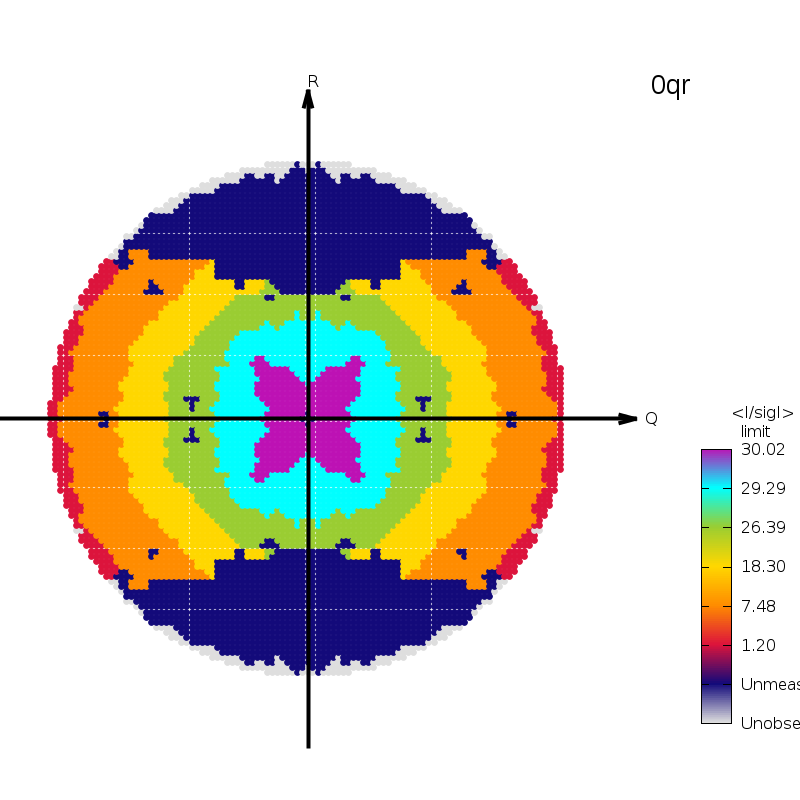 R
0qr
Q
<I/sigI>
limit
30.02
29.29
26.39
18.30
7.48
1.20
Unmeas
Unobse